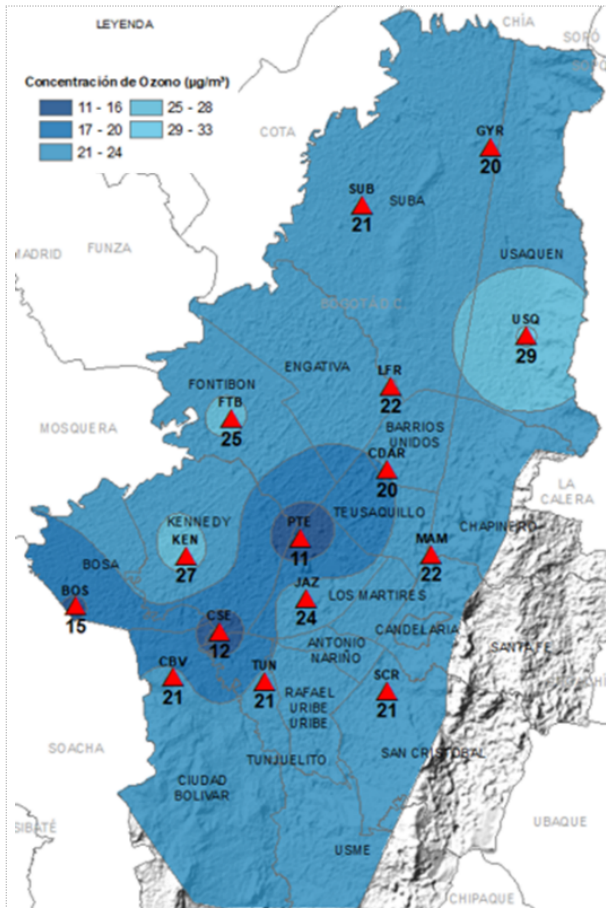 LEYENDA
Concentración de Ozono (µg/m³)
11 - 16
25 - 28
17 - 20
29 - 33
21 - 24
CHÍA
SOPÓ
COTA
GYR
20
SUB
SUBA
21
MADRID
FUNZA
USAQUEN
USQ
29
ENGATIVA
LFR
22
FONTIBON
FTB
25
MOSQUERA
BARRIOS
UNIDOS
CDAR
20
LA
CALERA
TEUSAQUILLO
CHAPINERO
KENNEDY
KEN
27
PTE
11
MAM
22
BOSA
BOS
15
JAZ
24
LOS MARTIRES
CSE
12
CANDELARIA
ANTONIO
NARIÑO
SANTA FE
CBV
21
TUN
21
SCR
21
RAFAEL
URIBE
URIBE
SOACHA
TUNJUELITO
SAN CRISTOBAL
CIUDAD
BOLIVAR
SIBATÉ
USME
UBAQUE
CHIPAQUE